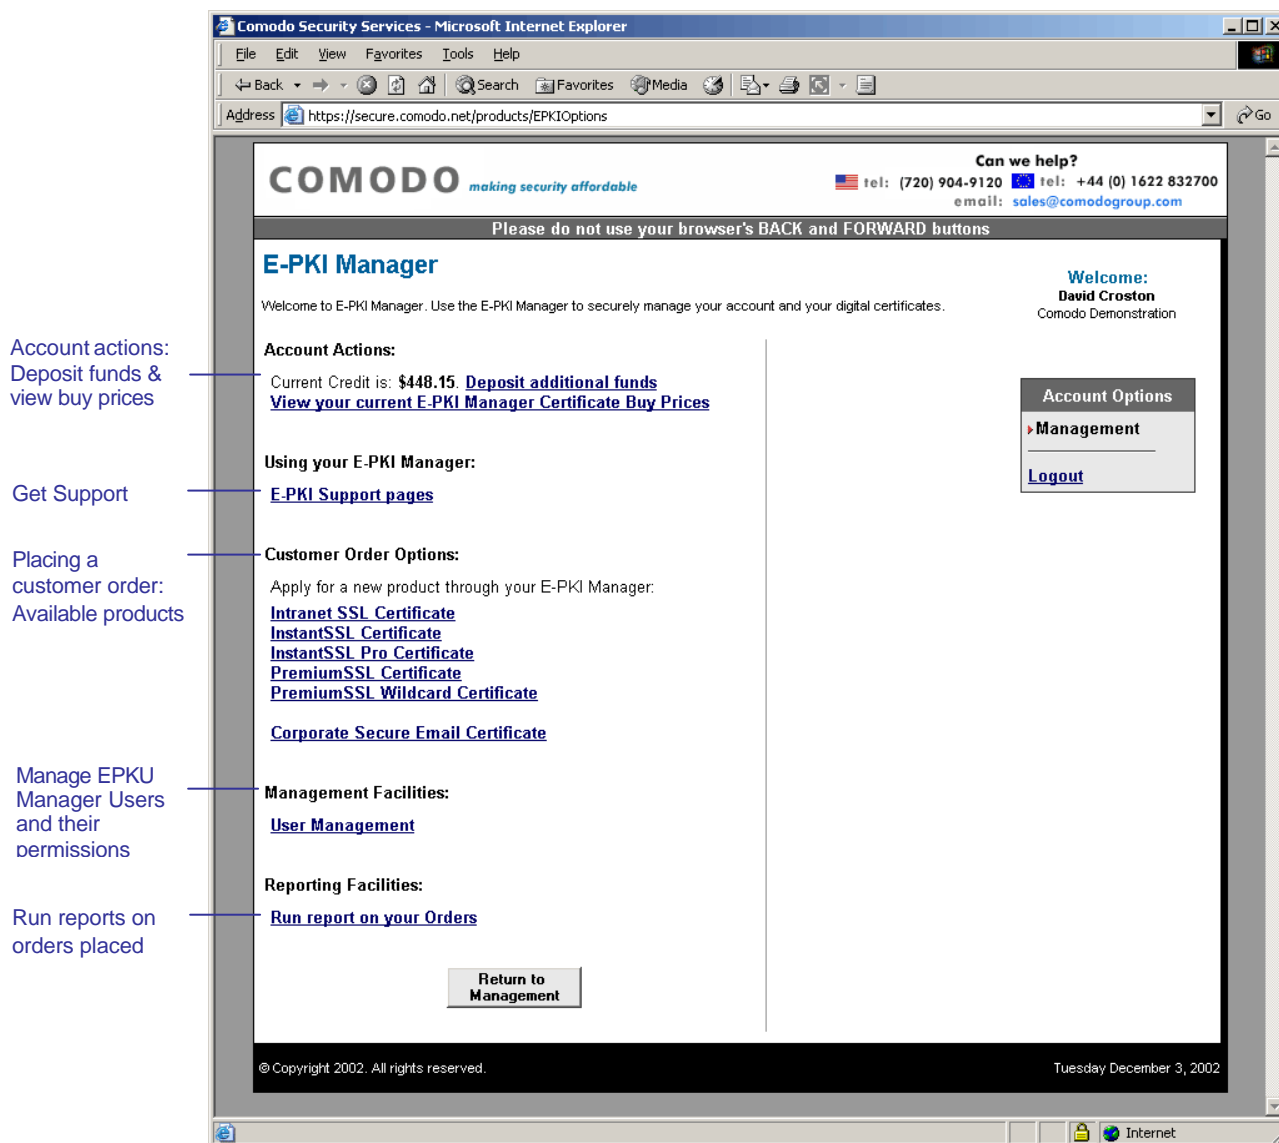 Comodo Security Services - Microsoft Internet Explorer
File Edit View Favorites Tools Help
Back Search Favorites Media
Address https://secure.comodo.net/products/EPKIOptions Go
COMODO making security affordable
Can we help?
tel: (720) 904-9120 tel: +44 (0) 1622 832700
email: sales@comodogroup.com
Please do not use your browser's BACK and FORWARD buttons
E-PKI Manager
Welcome to E-PKI Manager. Use the E-PKI Manager to securely manage your account and your digital certificates.
Welcome:
David Croston
Comodo Demonstration
Account actions:
Deposit funds &
view buy prices
Account Actions:
Current Credit is: $448.15. Deposit additional funds
View your current E-PKI Manager Certificate Buy Prices
Account Options
Management
Logout
Using your E-PKI Manager:
Get Support
E-PKI Support pages
Placing a
customer order:
Available products
Customer Order Options:
Apply for a new product through your E-PKI Manager:
Intranet SSL Certificate
InstantSSL Certificate
InstantSSL Pro Certificate
PremiumSSL Certificate
PremiumSSL Wildcard Certificate
Corporate Secure Email Certificate
Manage EPKU
Manager Users
and their
permissions
Management Facilities:
User Management
Reporting Facilities:
Run reports on
orders placed
Run report on your Orders
Return to
Management
© Copyright 2002. All rights reserved.
Tuesday December 3, 2002
Internet